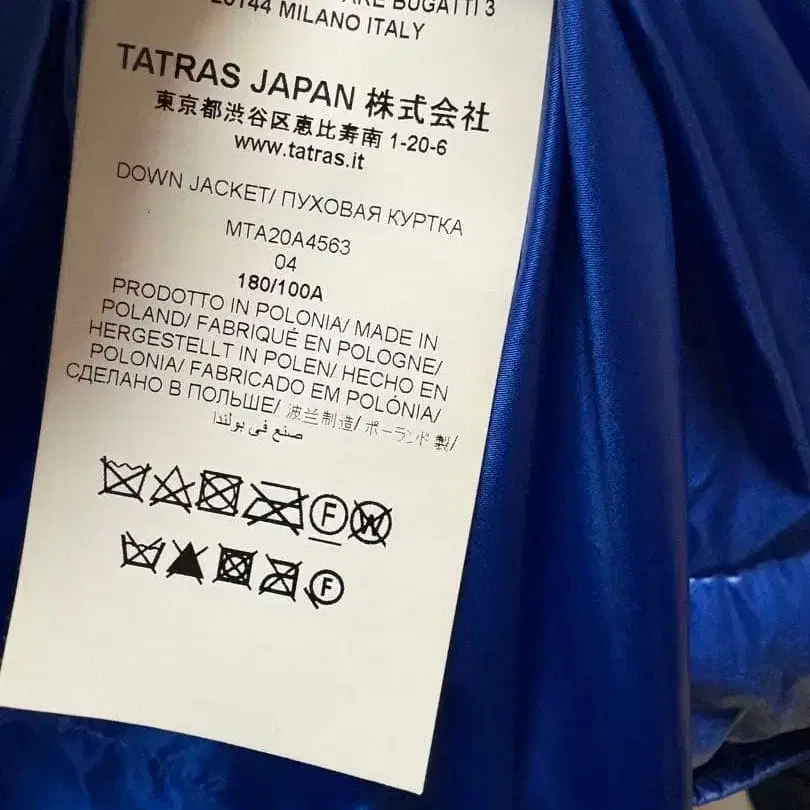 BUGATTI 3
20144 MILANO ITALY
TATRAS JAPAN 株式会社
東京都渋谷区恵比寿南 1-20-6
www.tatras.it
DOWN JACKET/ ПУХОВАЯ КУРТКА
MTA20A4563
04
180/100A
PRODOTTO IN POLONIA/ MADE IN
POLAND/ FABRIQUÉ EN POLOGNE/
HERGESTELLT IN POLEN/ HECHO EN
POLONIA/ FABRICADO EM POLÓNIA/
СДЕЛАНО В ПОЛЬШЕ/ 波兰制造/ ポーランド製/
صنع في بولندا
F W
F